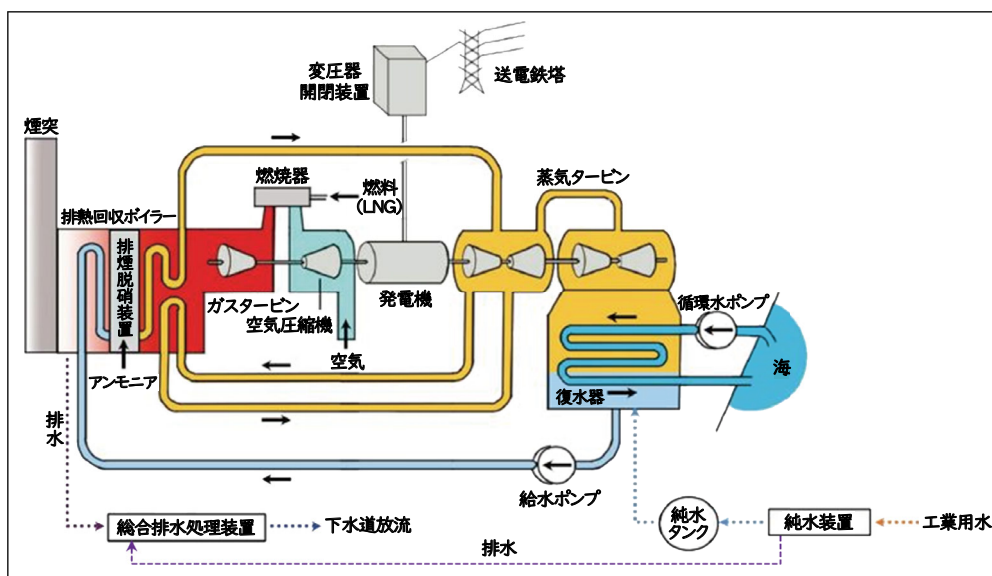 変圧器
開閉装置
送電鉄塔
煙突
燃焼器
燃料
(LNG)
蒸気タービン
排熱回収ボイラー
排煙脱硝装置
ガスタービン
空気圧縮機
発電機
循環水ポンプ
空気
海
アンモニア
復水器
排水
給水ポンプ
総合排水処理装置
下水道放流
純水
タンク
純水装置
工業用水
排水